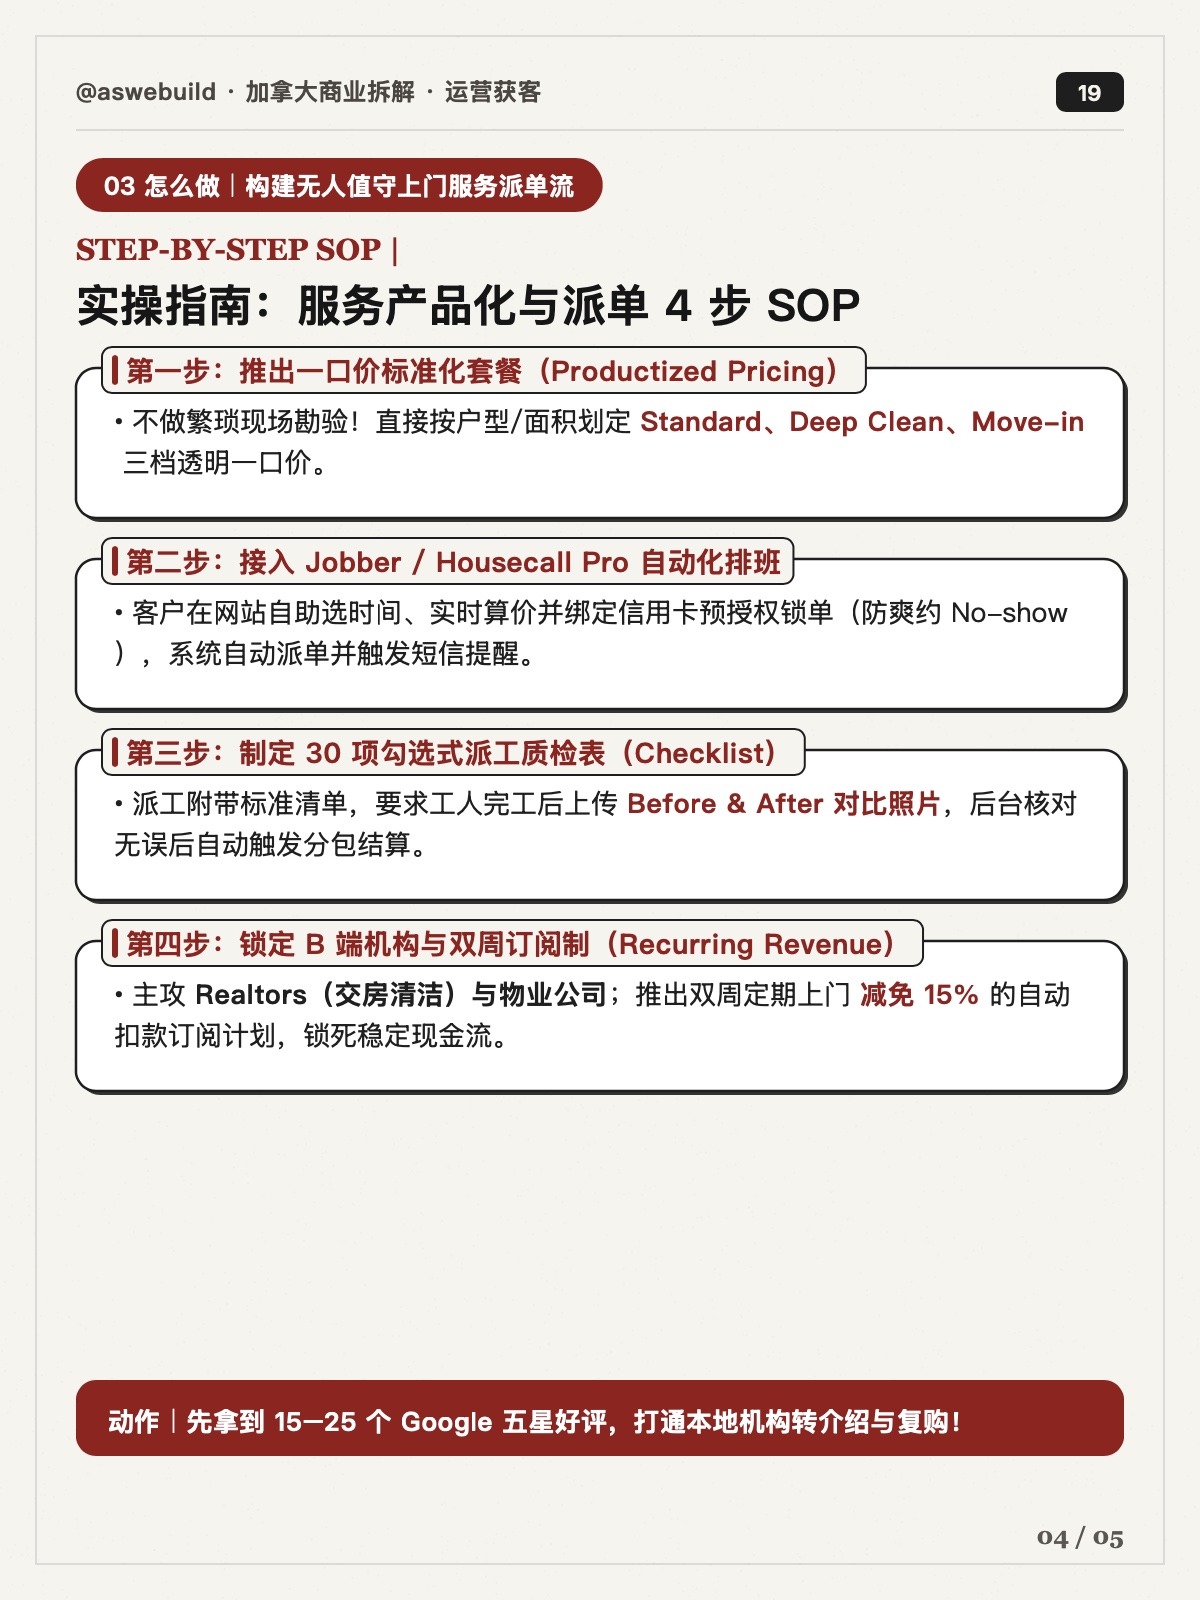 @aswebuild · 加拿大商业拆解 · 运营获客
19
03 怎么做｜构建无人值守上门服务派单流
STEP-BY-STEP SOP |
实操指南：服务产品化与派单 4 步 SOP
第一步：推出一口价标准化套餐（Productized Pricing）
• 不做繁琐现场勘验！直接按户型/面积划定 Standard、Deep Clean、Move-in
三档透明一口价。
第二步：接入 Jobber / Housecall Pro 自动化排班
• 客户在网站自助选时间、实时算价并绑定信用卡预授权锁单（防爽约 No-show
），系统自动派单并触发短信提醒。
第三步：制定 30 项勾选式派工质检表（Checklist）
• 派工附带标准清单，要求工人完工后上传 Before & After 对比照片，后台核对
无误后自动触发分包结算。
第四步：锁定 B 端机构与双周订阅制（Recurring Revenue）
• 主攻 Realtors（交房清洁）与物业公司；推出双周定期上门 减免 15% 的自动
扣款订阅计划，锁死稳定现金流。
动作｜先拿到 15—25 个 Google 五星好评，打通本地机构转介绍与复购！
04 / 05